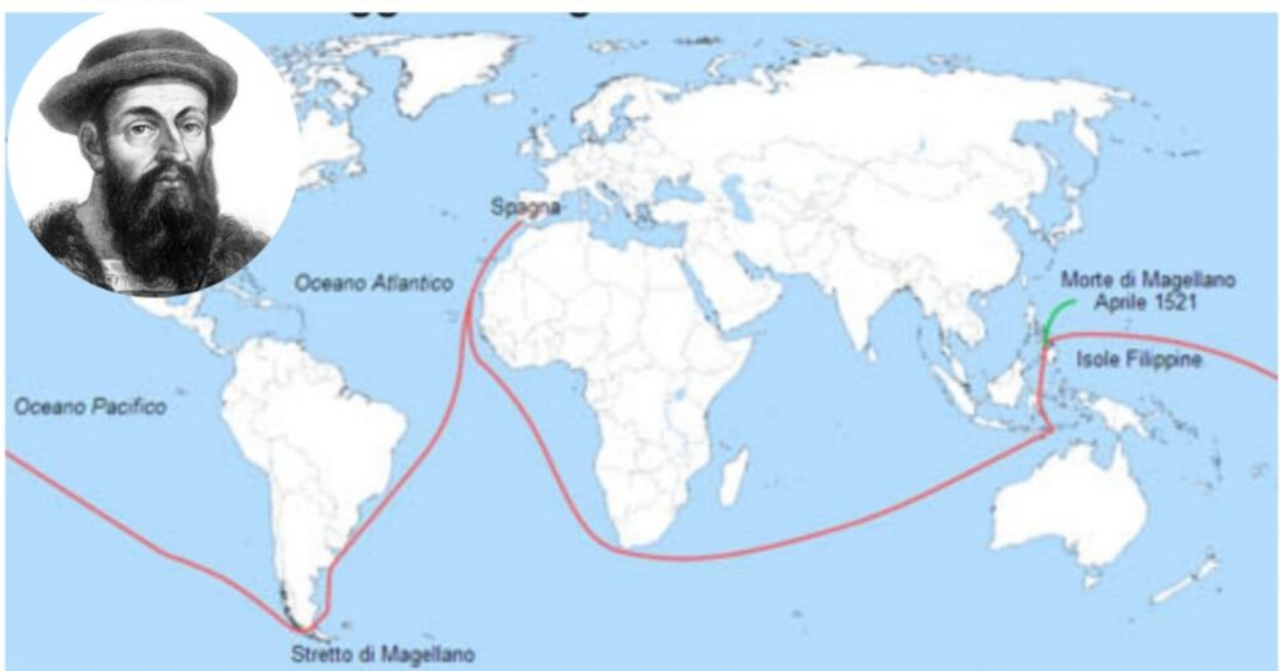 Spagna
Oceano Atlantico
Morte di Magellano
Aprile 1521
Isole Filippine
Oceano Pacifico
Stretto di Magellano